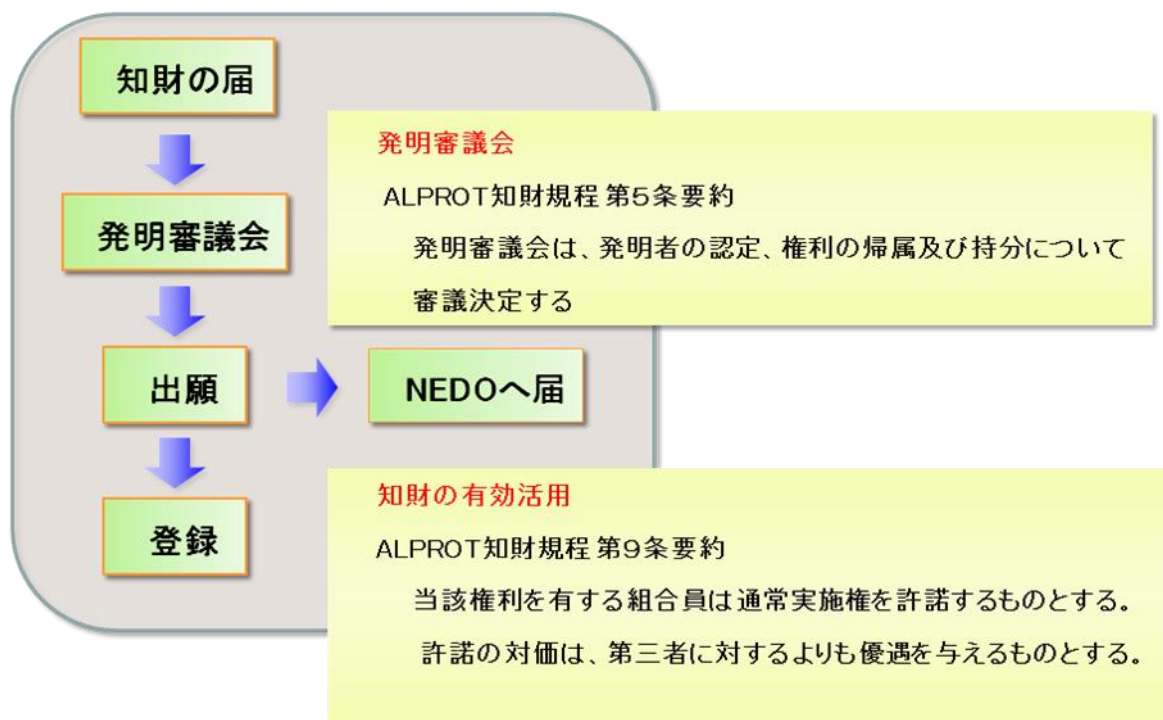 知財の届
発明審議会
出願
NEDOへ届
登録
発明審議会
ALPROT知財規程 第5条要約
発明審議会は、発明者の認定、権利の帰属及び持分について
審議決定する
知財の有効活用
ALPROT知財規程 第9条要約
当該権利を有する組合員は通常実施権を許諾するものとする。
許諾の対価は、第三者に対するよりも優遇を与えるものとする。